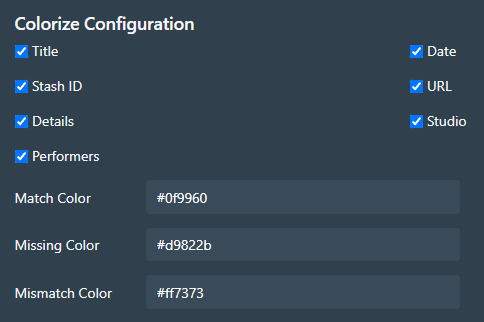 Colorize Configuration
Title Date
Stash ID URL
Details Studio
Performers
Match Color #0f9960
Missing Color #d9822b
Mismatch Color #ff7373